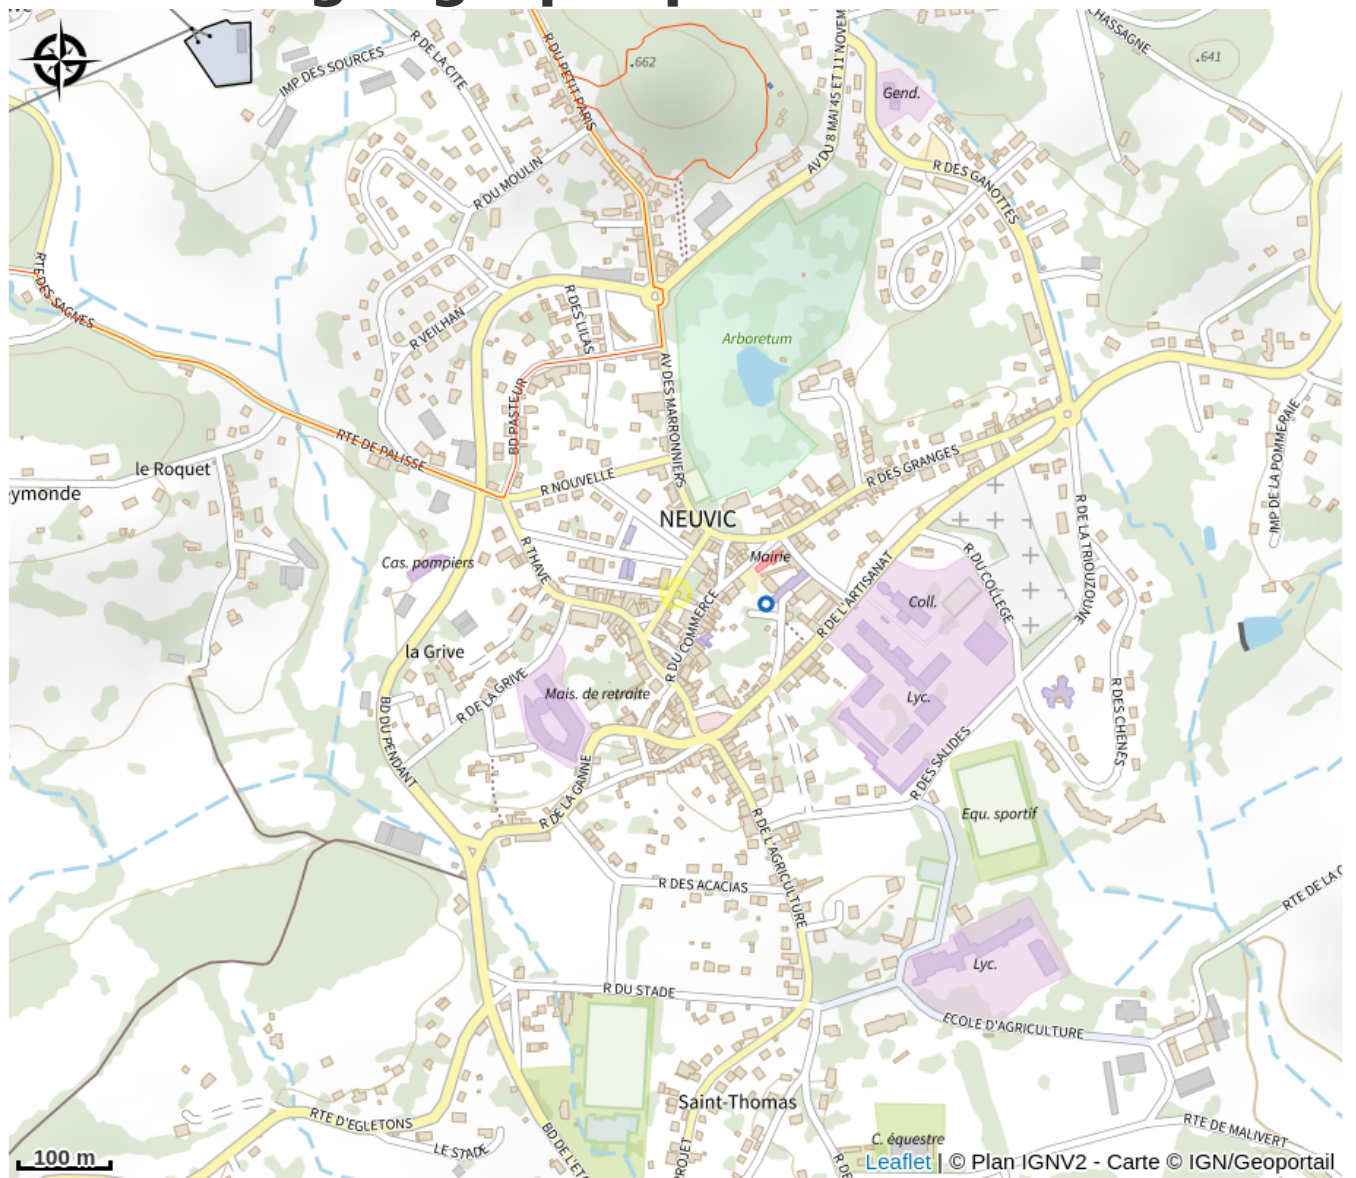 .662
.641
CHASSAGNE
R DU PETIT PARIS
R DE LA CITE
IMP DES SOURCES
Gend.
AV DU 8 MAI 45 ET 11 NOVEM
R DU MOULIN
R DES GANOTTES
RTE DES SAGNES
R VEILHAN
R DES LILAS
Arboretum
BD PASTEUR
AV DES MARRONNIERS
RTE DE PALISSE
le Roquet
ymonde
R NOUVELLE
R DES GRANGES
IMP DE LA POMMERAIE
NEUVIC
R THAVE
Cas. pompiers
Mairie
R DE L'ARTISANAT
R DU COLLEGE
R DE LA TRIOUZOUNE
Coll.
R DU COMMERCE
la Grive
R DE LA GRIVE
Mais. de retraite
Lyc.
R DES CHENES
BD DU PENDANT
R DES SALIDES
R DE LA GANNE
Equ. sportif
R DE L'AGRICULTURE
R DES ACACIAS
RTE DE LA C
Lyc.
R DU STADE
ECOLE D'AGRICULTURE
Saint-Thomas
RTE D'EGLETONS
LE STADE
BD DE L'ETA
PROJET
R DE
C. équestre
RTE DE MALIVERT
100 m
Leaflet | © Plan IGNV2 - Carte © IGN/Geoportail